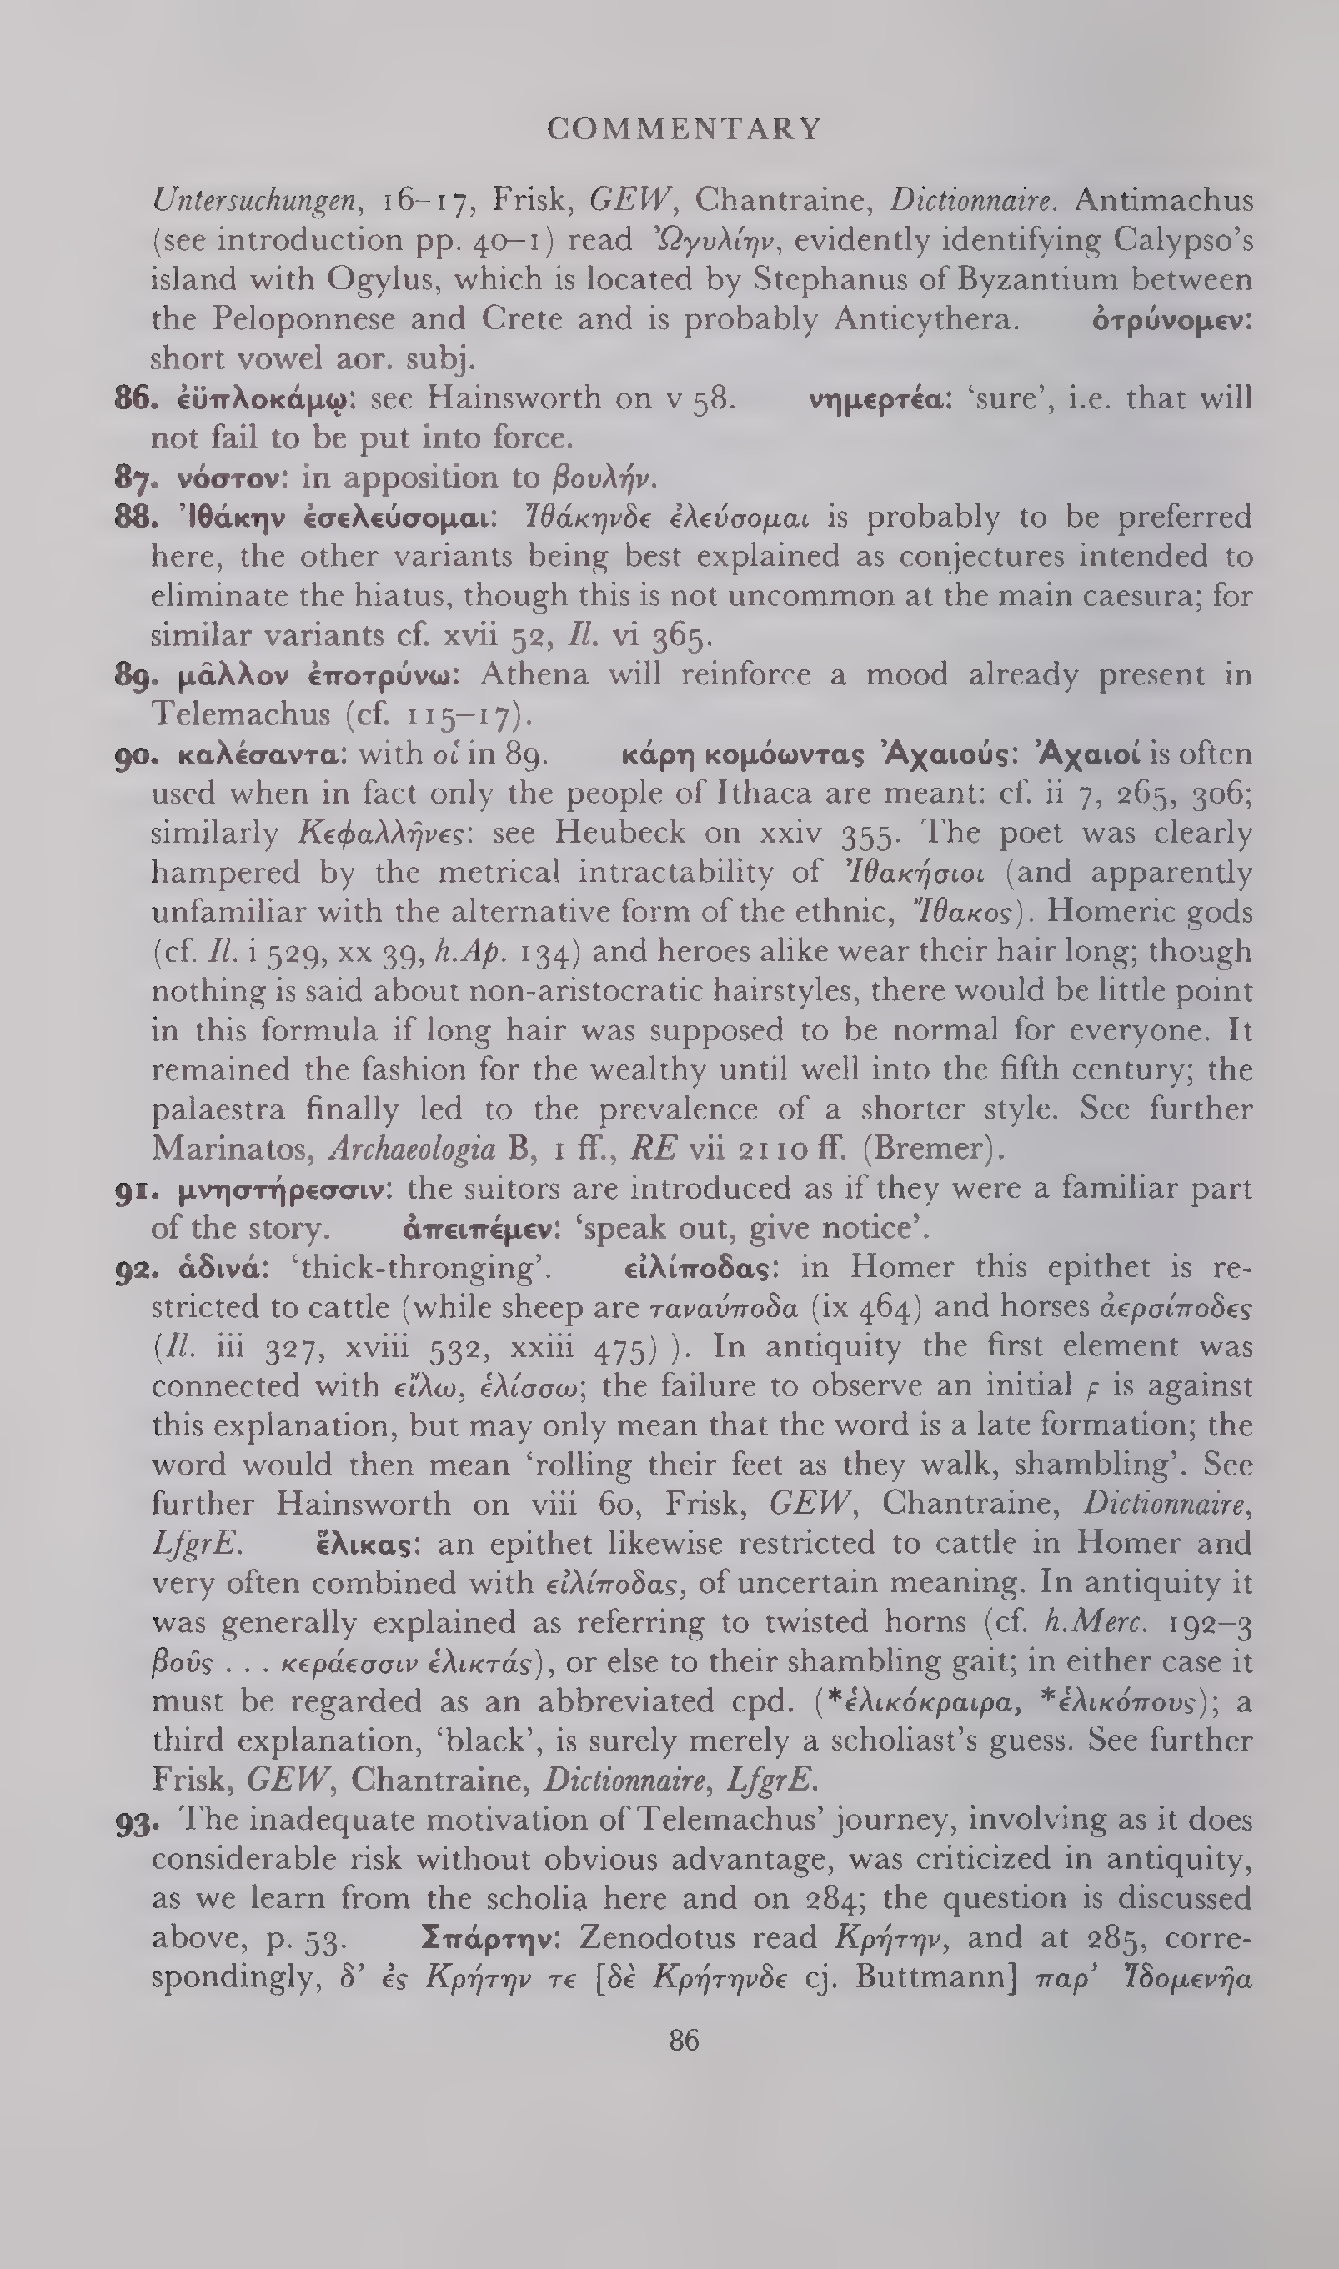 COMMENTARY
Untersuchungen, 16–17, Frisk, GEW, Chantraine, Dictionnaire. Antimachus
(see introduction pp. 40–1) read Ὠγυλίην, evidently identifying Calypso’s
island with Ogylus, which is located by Stephanus of Byzantium between
the Peloponnese and Crete and is probably Anticythera. ὀτρύνομεν:
short vowel aor. subj.
86. ἐϋπλοκάμῳ: see Hainsworth on v 58. νημερτέα: ‘sure’, i.e. that will
not fail to be put into force.
87. νόστον: in apposition to βουλήν.
88. Ἰθάκην ἐσελεύσομαι: Ἰθάκηνδε ἐλεύσομαι is probably to be preferred
here, the other variants being best explained as conjectures intended to
eliminate the hiatus, though this is not uncommon at the main caesura; for
similar variants cf. xvii 52, Il. vi 365.
89. μᾶλλον ἐποτρύνω: Athena will reinforce a mood already present in
Telemachus (cf. 115–17).
90. καλέσαντα: with οἱ in 89. κάρη κομόωντας Ἀχαιούς: Ἀχαιοί is often
used when in fact only the people of Ithaca are meant: cf. ii 7, 265, 306;
similarly Κεφαλλῆνες: see Heubeck on xxiv 355. The poet was clearly
hampered by the metrical intractability of Ἰθακήσιοι (and apparently
unfamiliar with the alternative form of the ethnic, Ἴθακος). Homeric gods
(cf. Il. i 529, xx 39, h.Ap. 134) and heroes alike wear their hair long; though
nothing is said about non-aristocratic hairstyles, there would be little point
in this formula if long hair was supposed to be normal for everyone. It
remained the fashion for the wealthy until well into the fifth century; the
palaestra finally led to the prevalence of a shorter style. See further
Marinatos, Archaeologia B, 1 ff., RE vii 2110 ff. (Bremer).
91. μνηστήρεσσιν: the suitors are introduced as if they were a familiar part
of the story. ἀπειπέμεν: ‘speak out, give notice’.
92. ἁδινά: ‘thick-thronging’. εἰλίποδας: in Homer this epithet is re-
stricted to cattle (while sheep are ταναύποδα (ix 464) and horses ἀερσίποδες
(Il. iii 327, xviii 532, xxiii 475) ). In antiquity the first element was
connected with εἴλω, ἑλίσσω; the failure to observe an initial ϝ is against
this explanation, but may only mean that the word is a late formation; the
word would then mean ‘rolling their feet as they walk, shambling’. See
further Hainsworth on viii 60, Frisk, GEW, Chantraine, Dictionnaire,
LfgrE. ἕλικας: an epithet likewise restricted to cattle in Homer and
very often combined with εἰλίποδας, of uncertain meaning. In antiquity it
was generally explained as referring to twisted horns (cf. h.Merc. 192–3
βοῦς . . . κεράεσσιν ἑλικτάς), or else to their shambling gait; in either case it
must be regarded as an abbreviated cpd. (*ἑλικόκραιρα, *ἑλικόπους); a
third explanation, ‘black’, is surely merely a scholiast’s guess. See further
Frisk, GEW, Chantraine, Dictionnaire, LfgrE.
93. The inadequate motivation of Telemachus’ journey, involving as it does
considerable risk without obvious advantage, was criticized in antiquity,
as we learn from the scholia here and on 284; the question is discussed
above, p. 53. Σπάρτην: Zenodotus read Κρήτην, and at 285, corre-
spondingly, δ’ ἐς Κρήτην τε [δὲ Κρήτηνδε cj. Buttmann] παρ’ Ἰδομενῆα
86